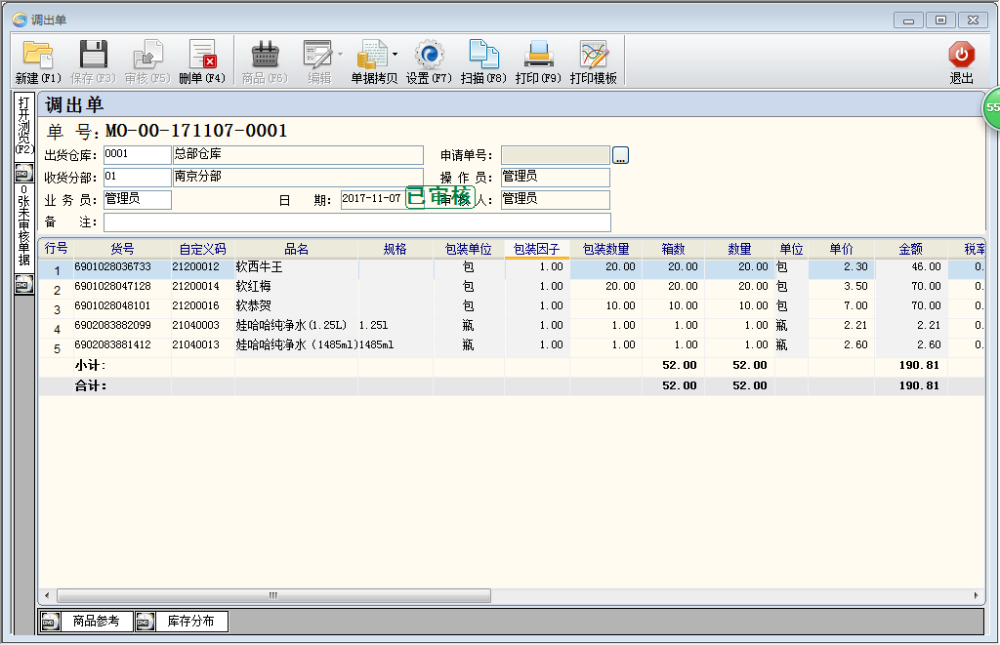 调出单
新建(F1) 保存(F3) 审核(F5) 删单(F4) 商品(F6) 编辑 单据拷贝 设置(F7) 扫描(F8) 打印(F9) 打印模板 退出
打开浏览(F2)
0张未审核单据
55
调出单
单 号: MO-00-171107-0001
出货仓库: 0001 总部仓库 申请单号: ...
收货分部: 01 南京分部 操 作 员: 管理员
业 务 员: 管理员 日 期: 2017-11-07 已审核 审核人: 管理员
备 注:
行号 货号 自定义码 品名 规格 包装单位 包装因子 包装数量 箱数 数量 单位 单价 金额 税率
1 6901028036733 21200012 软西牛王 包 1.00 20.00 20.00 20.00 包 2.30 46.00 0.
2 6901028047128 21200014 软红梅 包 1.00 20.00 20.00 20.00 包 3.50 70.00 0.
3 6901028048101 21200016 软恭贺 包 1.00 10.00 10.00 10.00 包 7.00 70.00 0.
4 6902083882099 21040003 娃哈哈纯净水(1.25L) 1.25l 瓶 1.00 1.00 1.00 1.00 瓶 2.21 2.21 0.
5 6902083881412 21040013 娃哈哈纯净水 (1485ml) 1485ml 瓶 1.00 1.00 1.00 1.00 瓶 2.60 2.60 0.
小计: 52.00 52.00 190.81
合计: 52.00 52.00 190.81
商品参考 库存分布